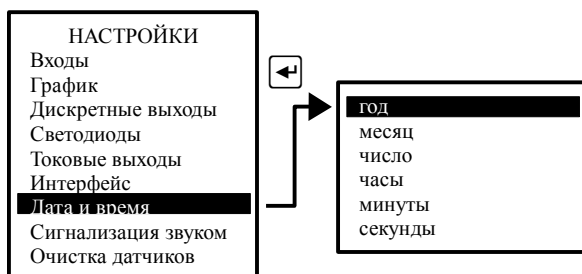 НАСТРОЙКИ
Входы
График
Дискретные выходы
Светодиоды
Токовые выходы
Интерфейс
Дата и время
Сигнализация звуком
Очистка датчиков
год
месяц
число
часы
минуты
секунды